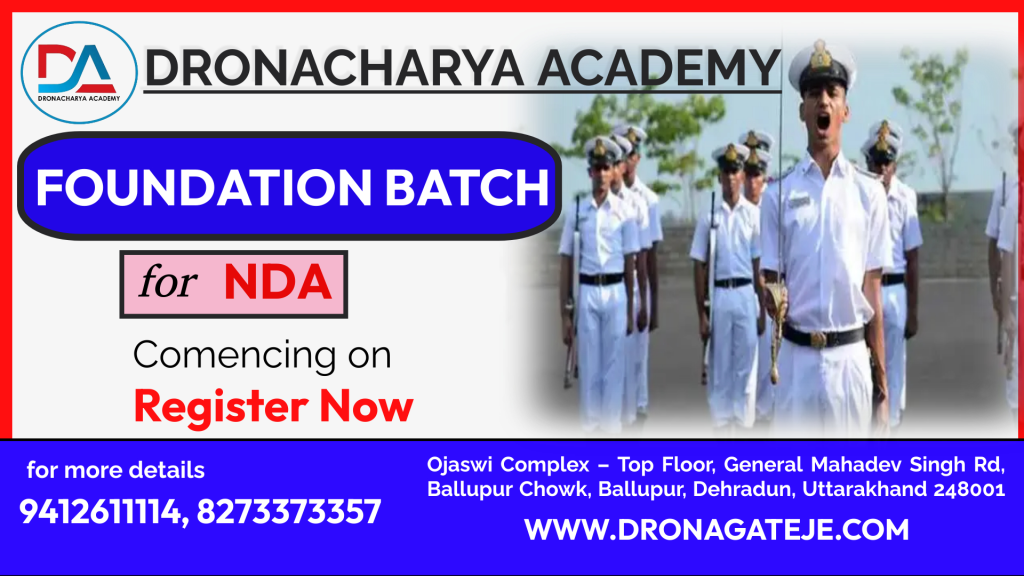 DA
DRONACHARYA ACADEMY
DRONACHARYA ACADEMY
FOUNDATION BATCH
for NDA
Comencing on
Register Now
for more details
9412611114, 8273373357
Ojaswi Complex – Top Floor, General Mahadev Singh Rd,
Ballupur Chowk, Ballupur, Dehradun, Uttarakhand 248001
WWW.DRONAGATEJE.COM